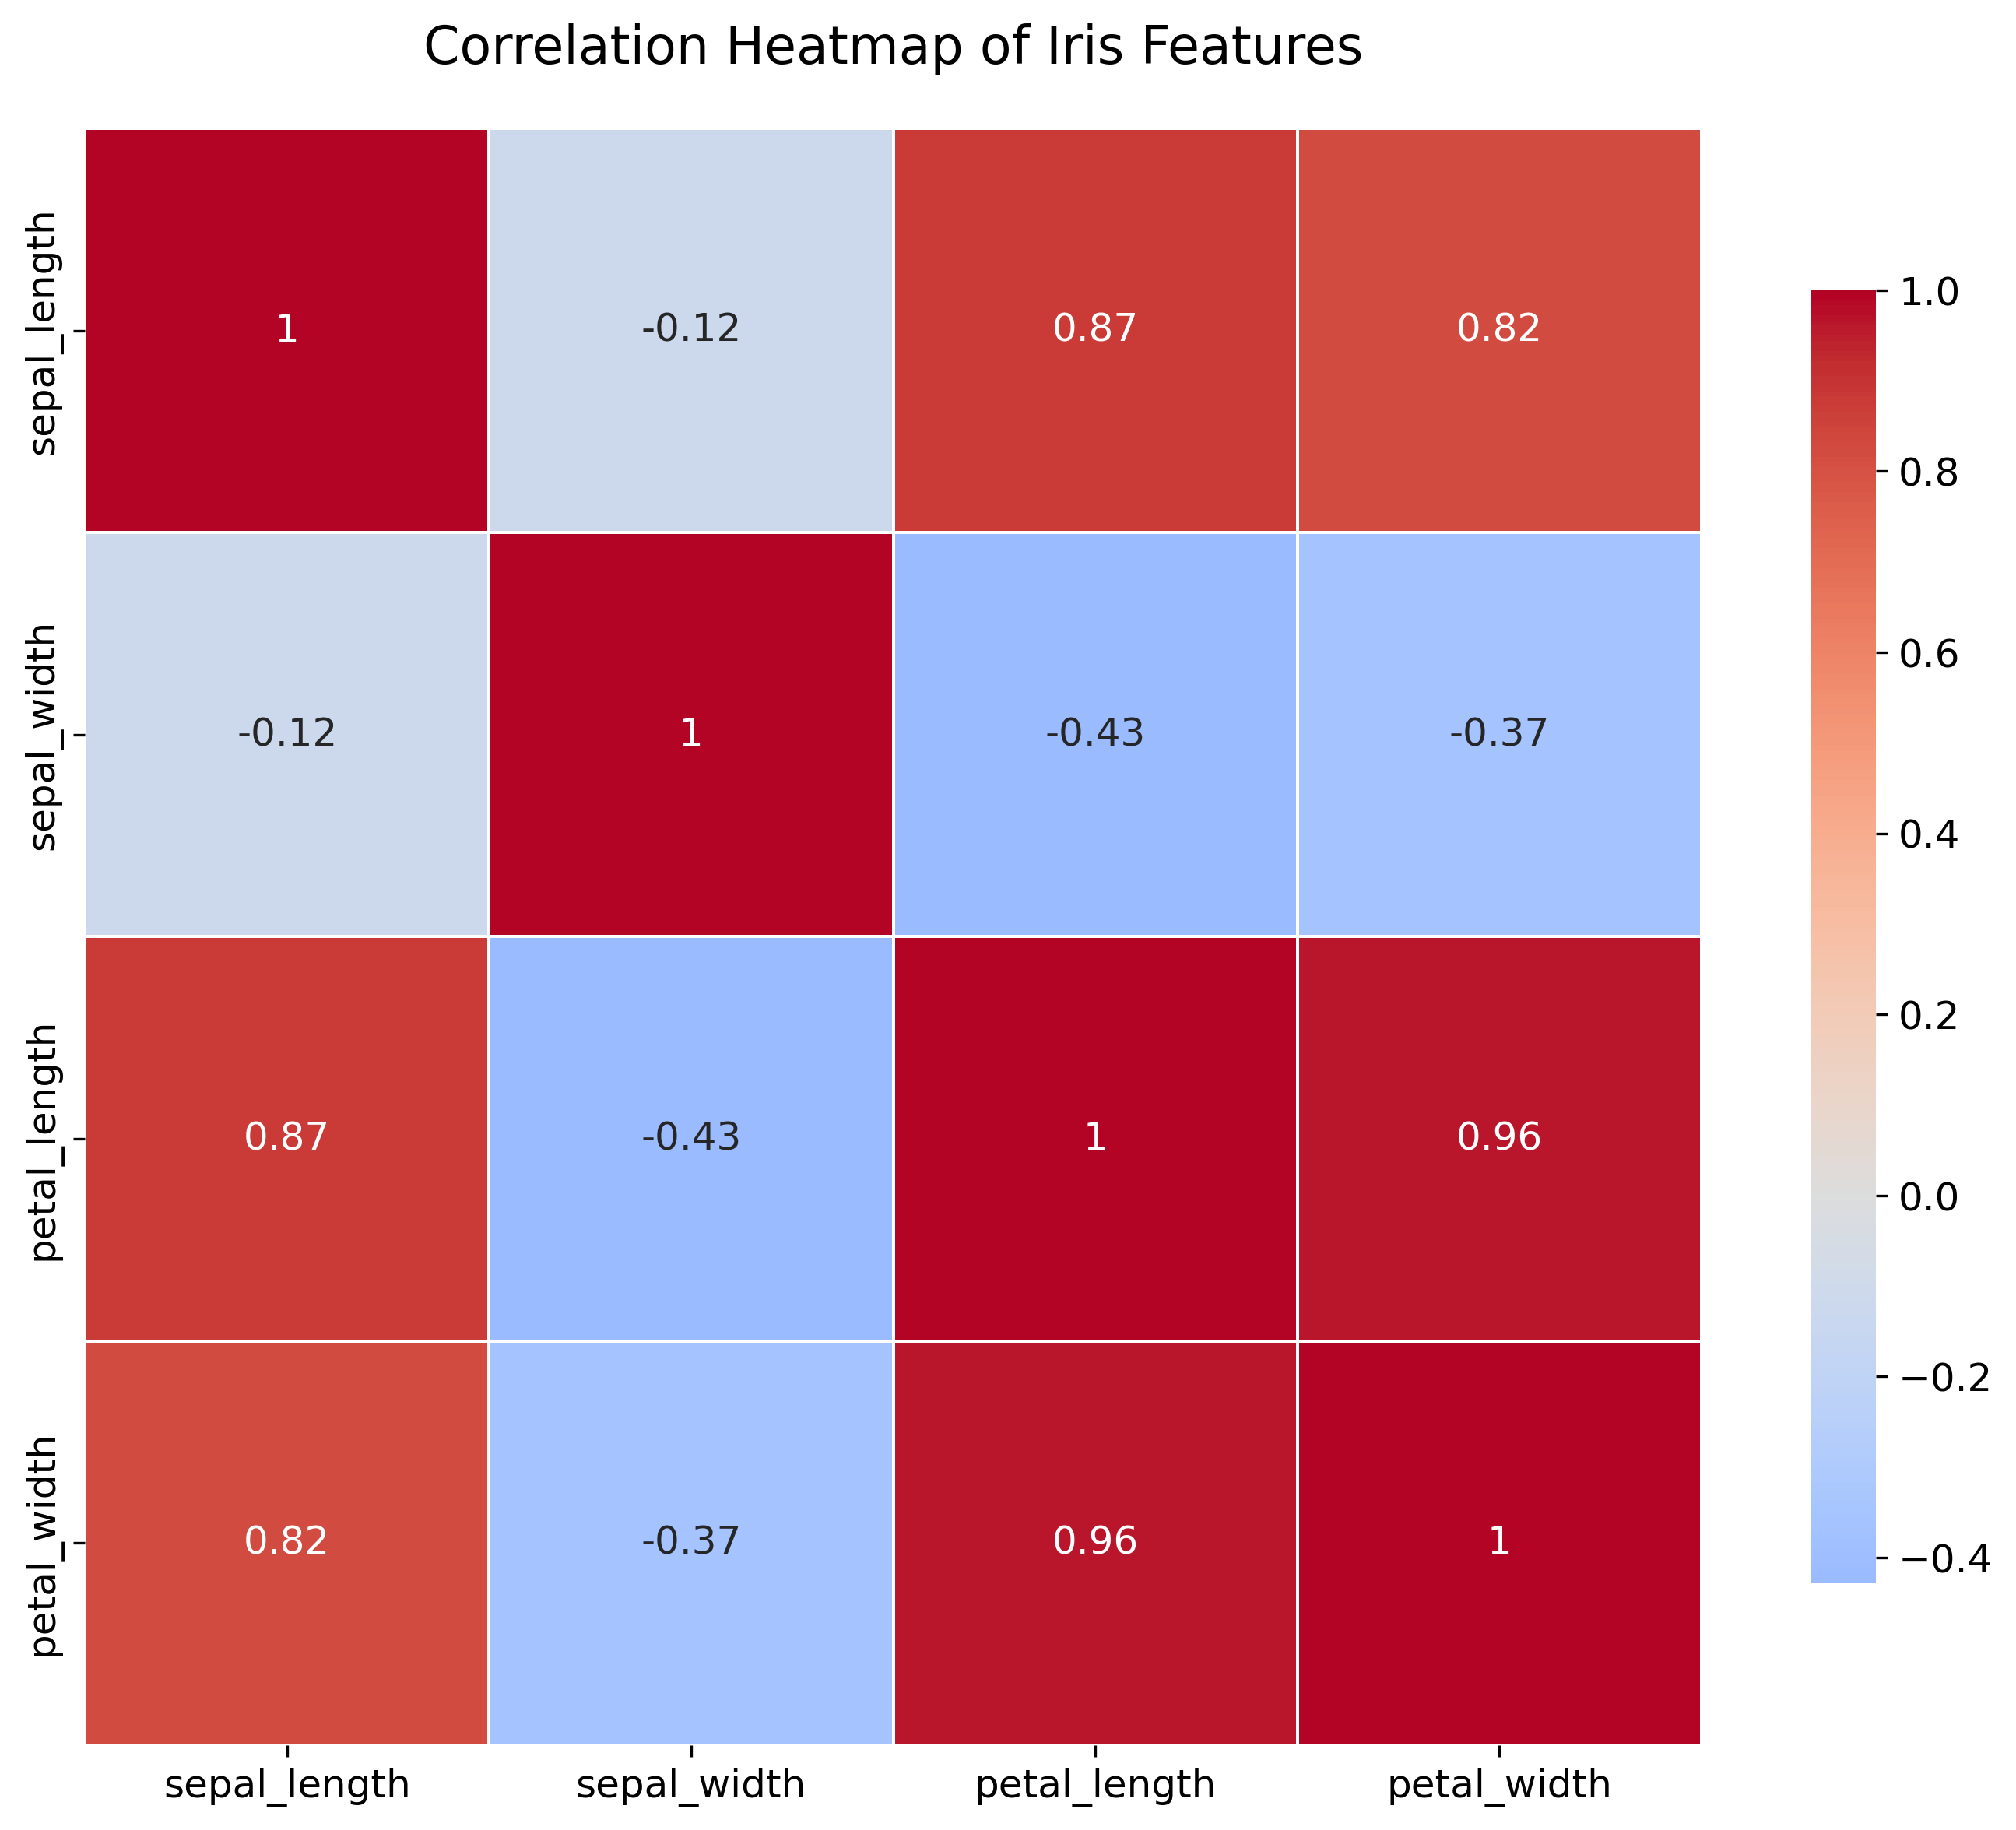 Correlation Heatmap of Iris Features
sepal_length
1
-0.12
0.87
0.82
sepal_width
-0.12
1
-0.43
-0.37
petal_length
0.87
-0.43
1
0.96
petal_width
0.82
-0.37
0.96
1
sepal_length
sepal_width
petal_length
petal_width
1.0
0.8
0.6
0.4
0.2
0.0
−0.2
−0.4